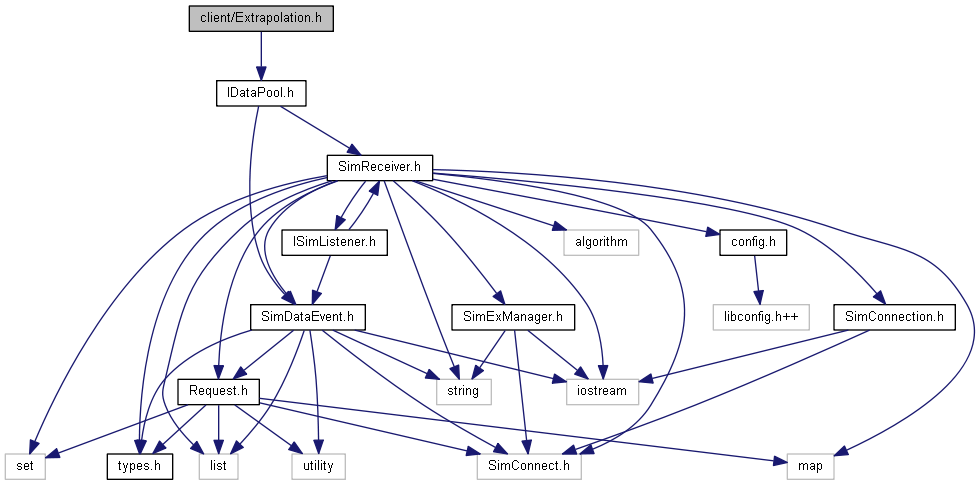 client/Extrapolation.h
IDataPool.h
SimReceiver.h
ISimListener.h
algorithm
config.h
SimDataEvent.h
SimExManager.h
libconfig.h++
SimConnection.h
Request.h
string
iostream
set
types.h
list
utility
SimConnect.h
map